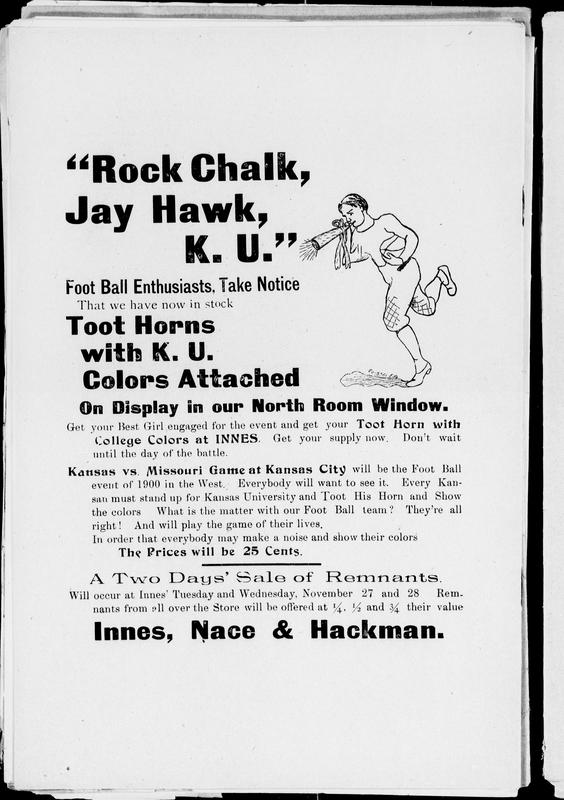 “Rock Chalk,
Jay Hawk,
K. U.”
Foot Ball Enthusiasts, Take Notice
That we have now in stock
Toot Horns
with K. U.
Colors Attached
On Display in our North Room Window.
Get your Best Girl engaged for the event and get your Toot Horn with
College Colors at INNES. Get your supply now. Don't wait
until the day of the battle.
Kansas vs. Missouri Game at Kansas City will be the Foot Ball
event of 1900 in the West. Everybody will want to see it. Every Kan-
san must stand up for Kansas University and Toot His Horn and Show
the colors What is the matter with our Foot Ball team? They're all
right! And will play the game of their lives.
In order that everybody may make a noise and show their colors
The Prices will be 25 Cents.
A Two Days' Sale of Remnants.
Will occur at Innes' Tuesday and Wednesday, November 27 and 28 Rem-
nants from all over the Store will be offered at ¼, ½ and ¾ their value
Innes, Nace & Hackman.